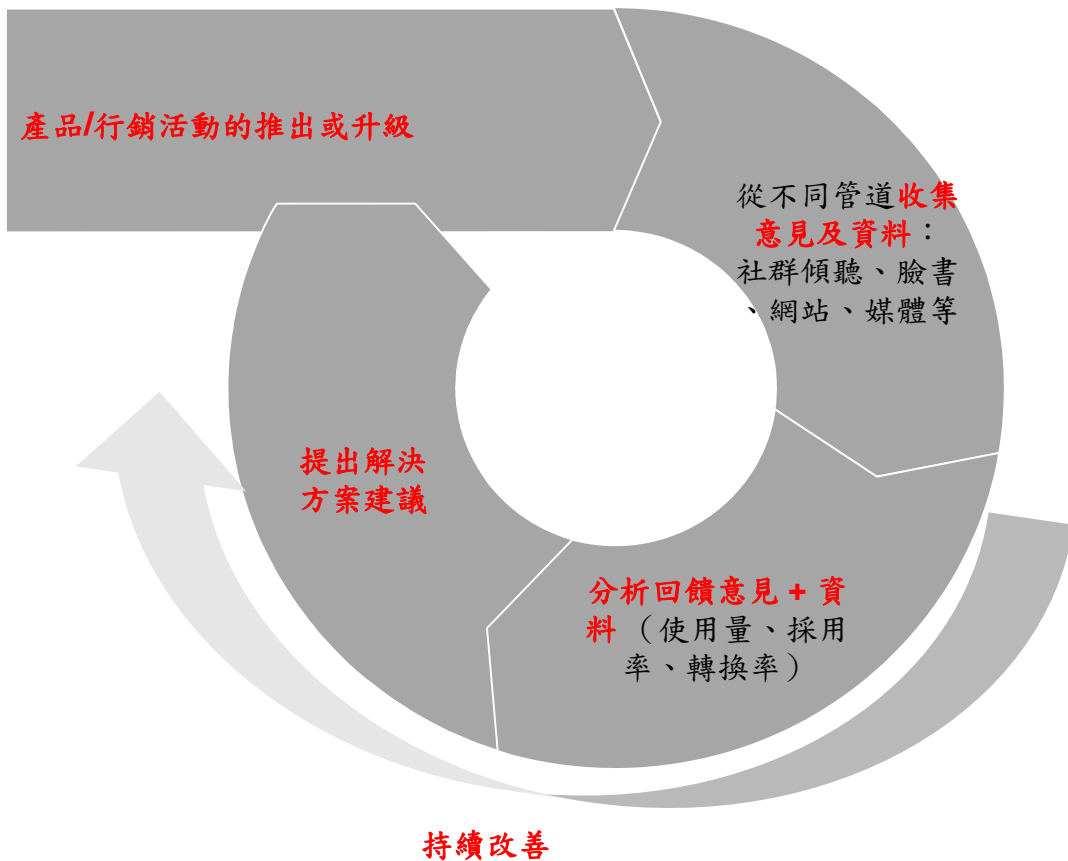 產品/行銷活動的推出或升級
從不同管道收集
意見及資料：
社群傾聽、臉書
、網站、媒體等
分析回饋意見 + 資
料（使用量、採用
率、轉換率）
提出解決
方案建議
持續改善